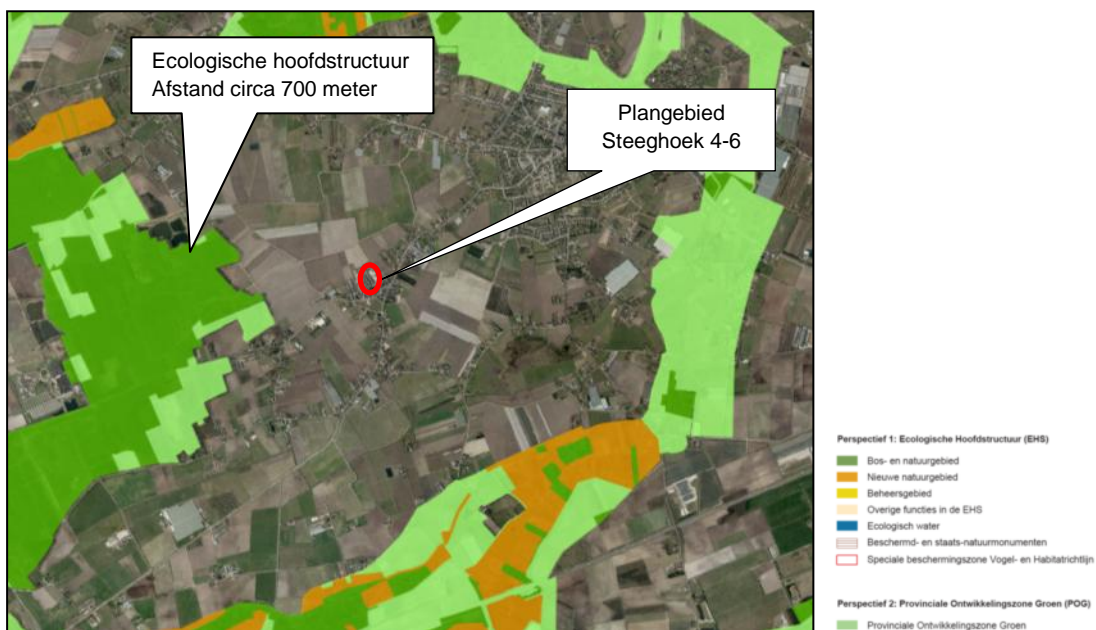 Ecologische hoofdstructuur
Afstand circa 700 meter
Plangebied
Steeghoek 4-6
Perspectief 1: Ecologische Hoofdstructuur (EHS)
Bos- en natuurgebied
Nieuwe natuurgebied
Beheersgebied
Overige functies in de EHS
Ecologisch water
Beschermd- en staats-natuurmonumenten
Speciale beschermingszone Vogel- en Habitatrichtlijn
Perspectief 2: Provinciale Ontwikkelingszone Groen (POG)
Provinciale Ontwikkelingszone Groen